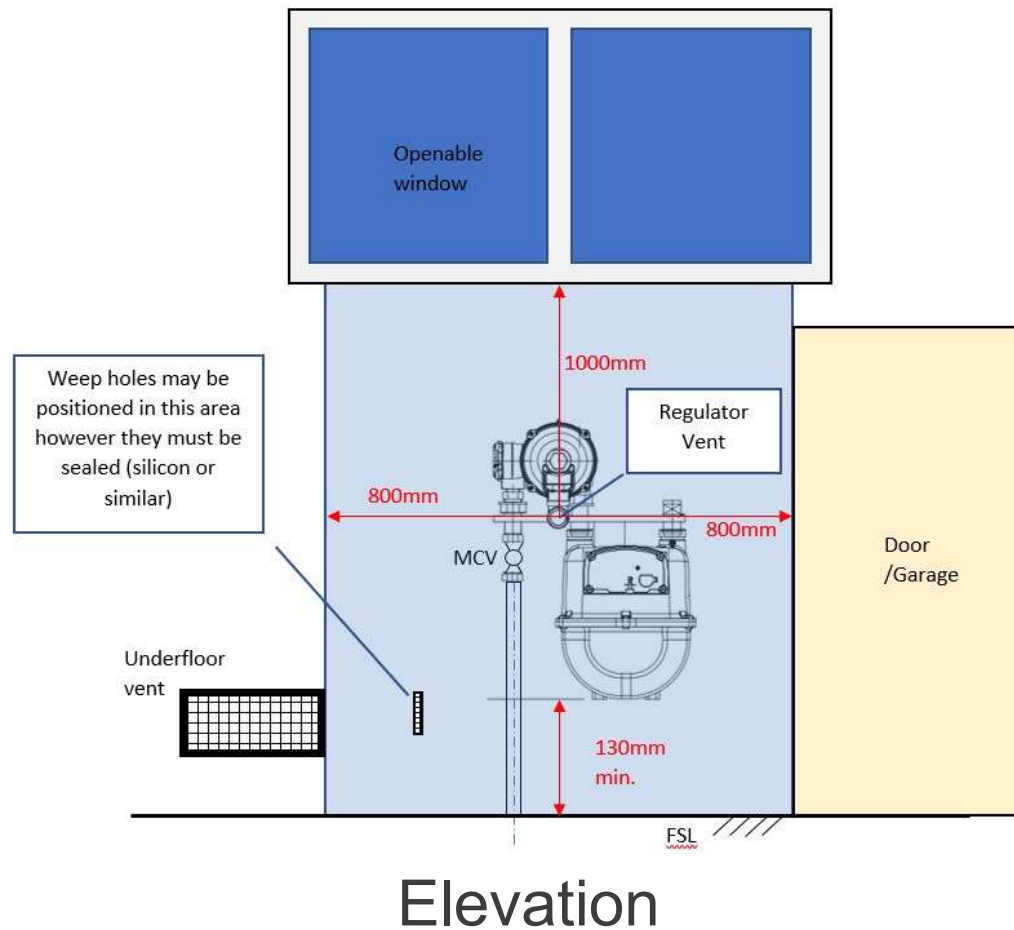 Openable
window
1000mm
Weep holes may be
positioned in this area
however they must be
sealed (silicon or
similar)
Regulator
Vent
800mm
800mm
MCV
Door
/Garage
Underfloor
vent
130mm
min.
FSL
Elevation